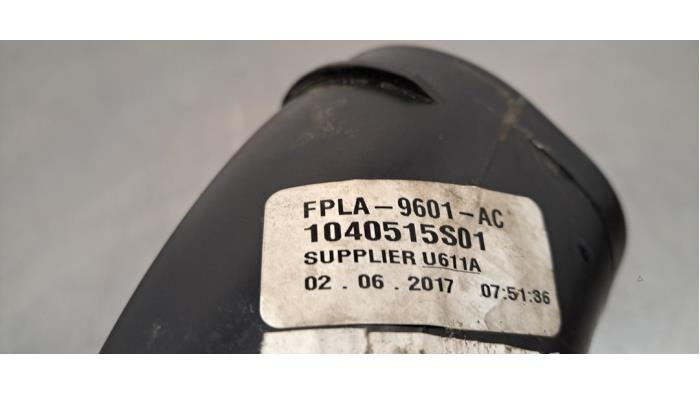 FPLA-9601-AC
1040515S01
SUPPLIER U611A
02 . 06 . 2017 07:51:36